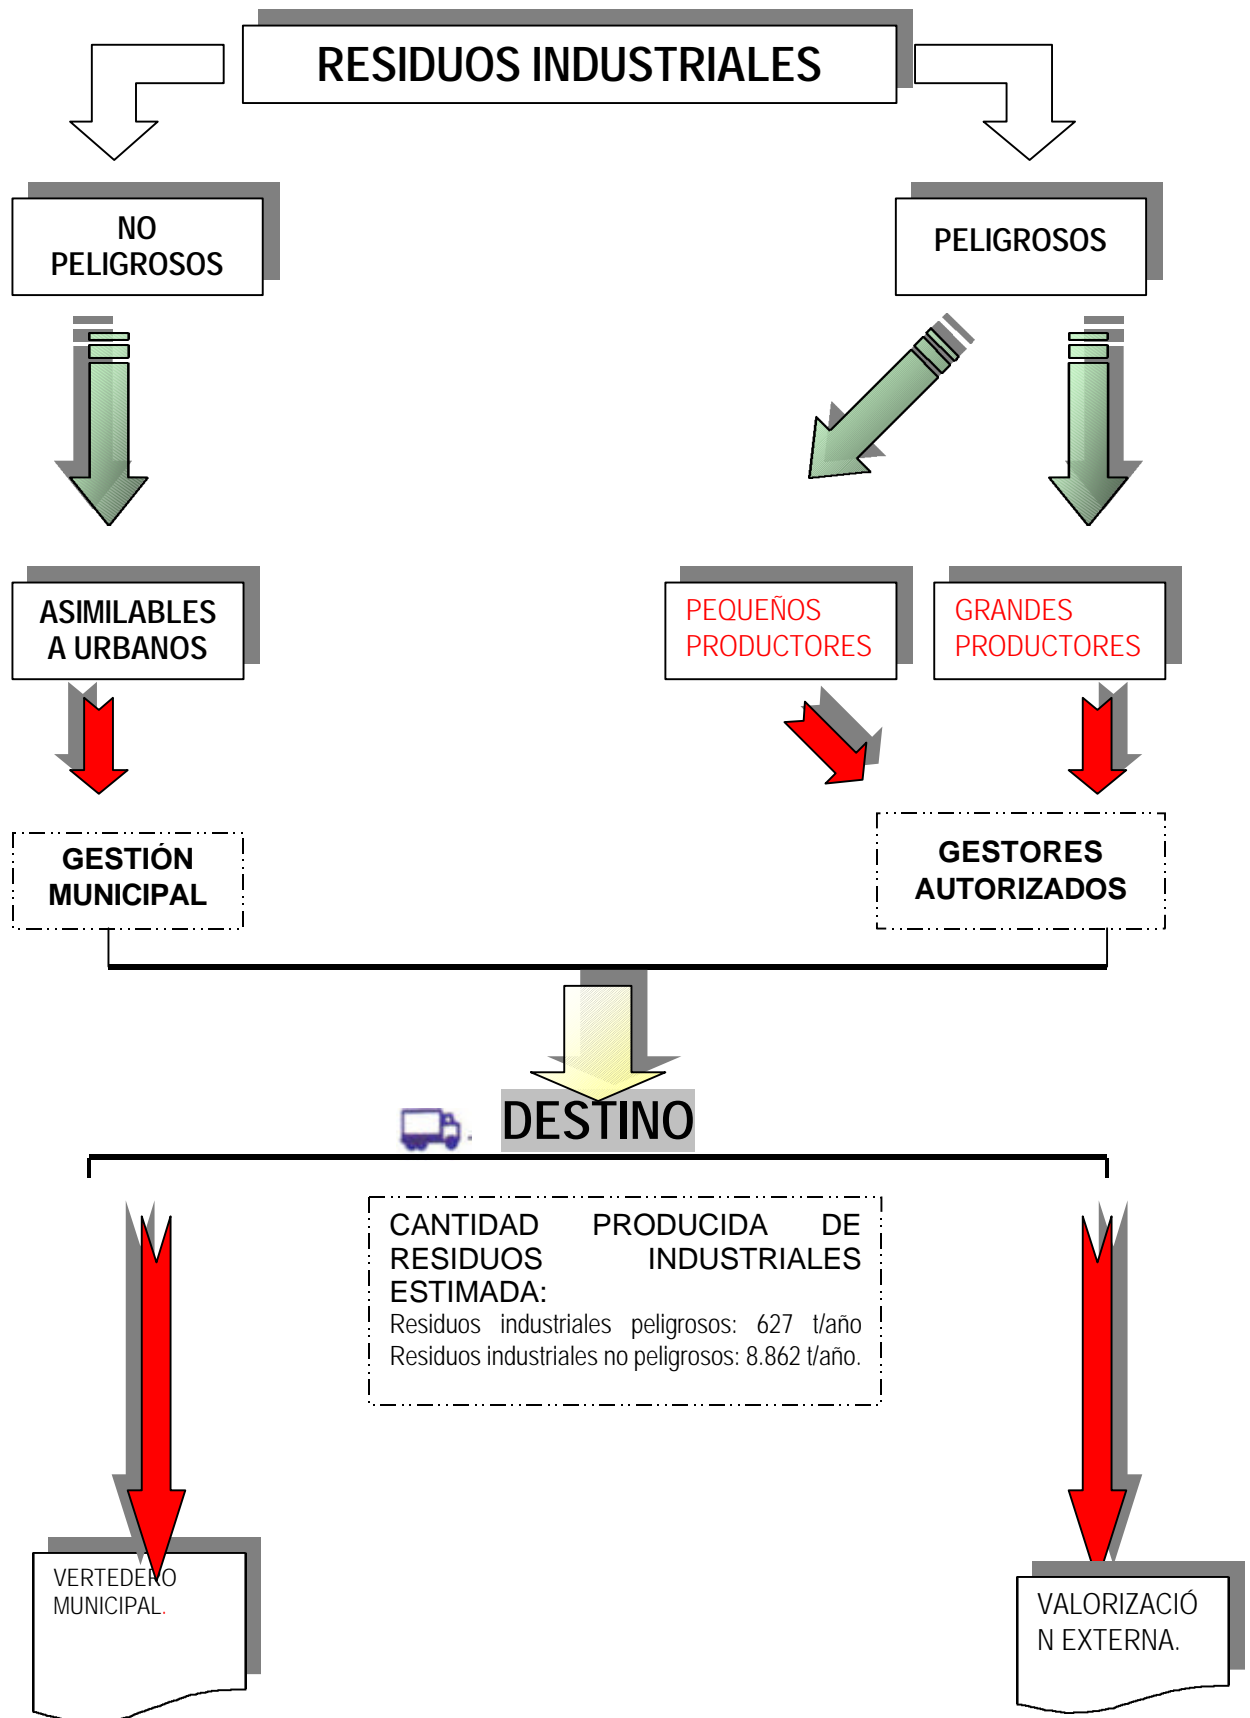 RESIDUOS INDUSTRIALES
NO
PELIGROSOS
PELIGROSOS
ASIMILABLES
A URBANOS
PEQUEÑOS
PRODUCTORES
GRANDES
PRODUCTORES
GESTIÓN
MUNICIPAL
GESTORES
AUTORIZADOS
DESTINO
CANTIDAD PRODUCIDA DE
RESIDUOS INDUSTRIALES
ESTIMADA:
Residuos industriales peligrosos: 627 t/año
Residuos industriales no peligrosos: 8.862 t/año.
VERTEDERO
MUNICIPAL.
VALORIZACIÓ
N EXTERNA.